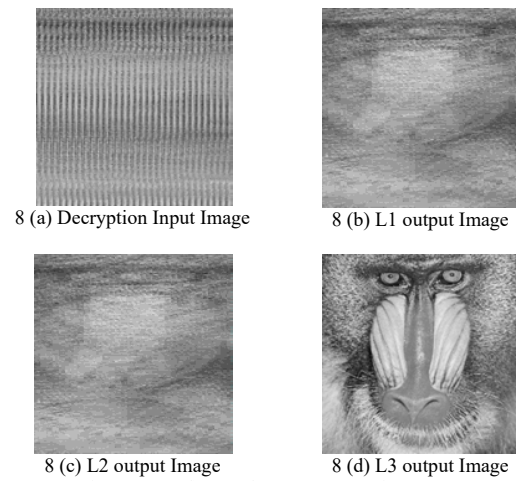 8 (a) Decryption Input Image
8 (b) L1 output Image
8 (c) L2 output Image
8 (d) L3 output Image